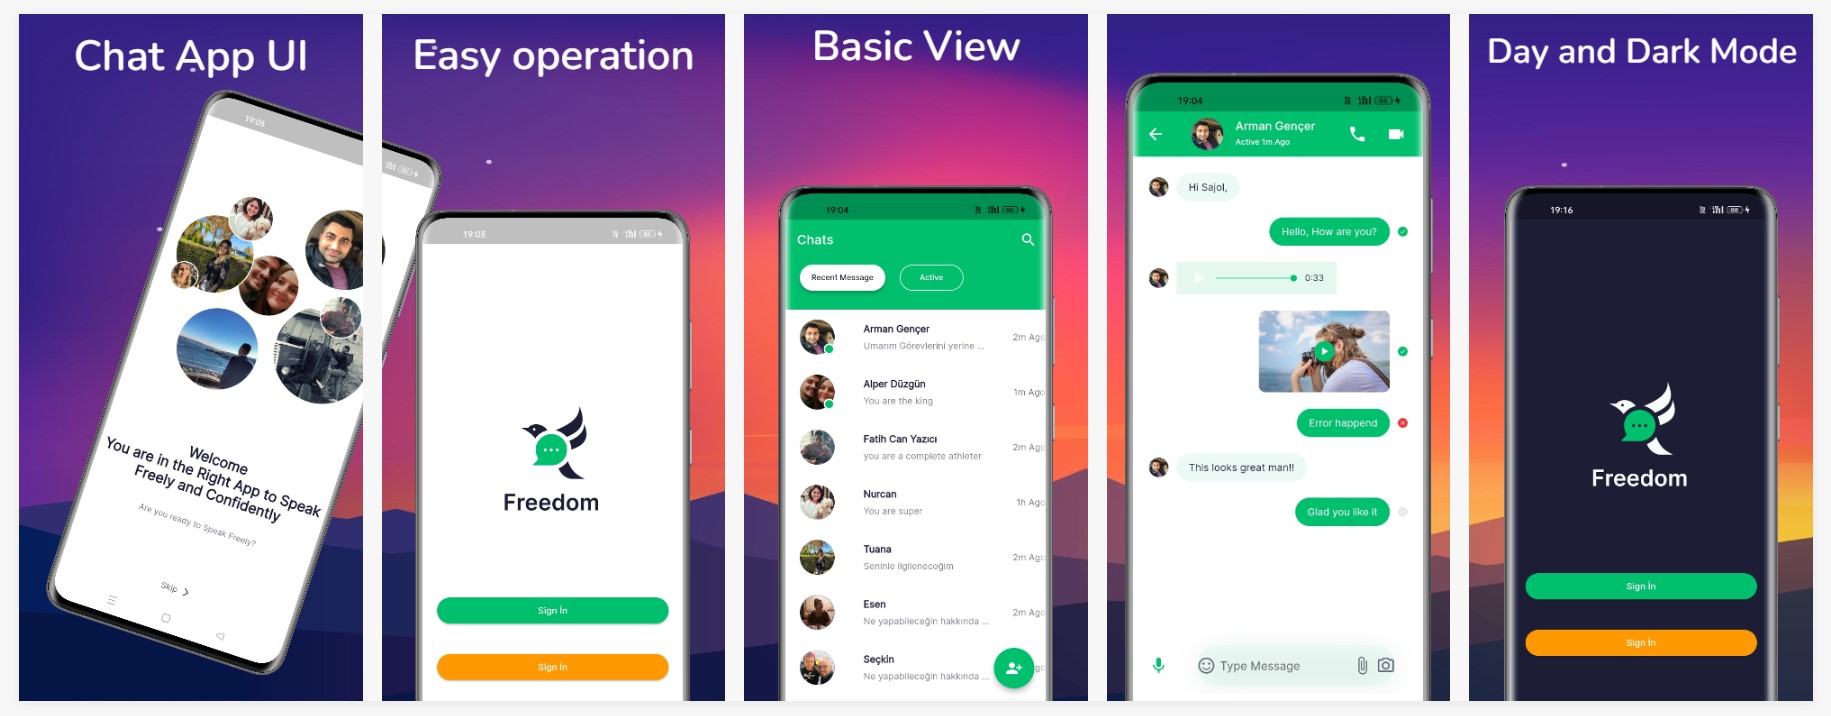 Chat App UI
19:05
Welcome
You are in the Right App to Speak
Freely and Confidently
Are you ready to Speak Freely?
Skip
Easy operation
19:03
Freedom
Sign İn
Sign İn
Basic View
19:04
Chats
Recent Message
Active
Arman Gençer
Umarım Görevlerini yerine ...
2m Ago
Alper Düzgün
You are the king
1m Ago
Fatih Can Yazıcı
you are a complete athleter
2m Ago
Nurcan
You are super
1h Ago
Tuana
Seninle ilgileneceğim
2m Ago
Esen
Ne yapabileceğin hakkında ...
2m Ago
Seçkin
Ne yapabileceğin hakkında ...
go
19:04
Arman Gençer
Active 1m Ago
Hi Sajol,
Hello, How are you?
0:33
Error happend
This looks great man!!
Glad you like it
Type Message
Day and Dark Mode
19:16
Freedom
Sign İn
Sign İn